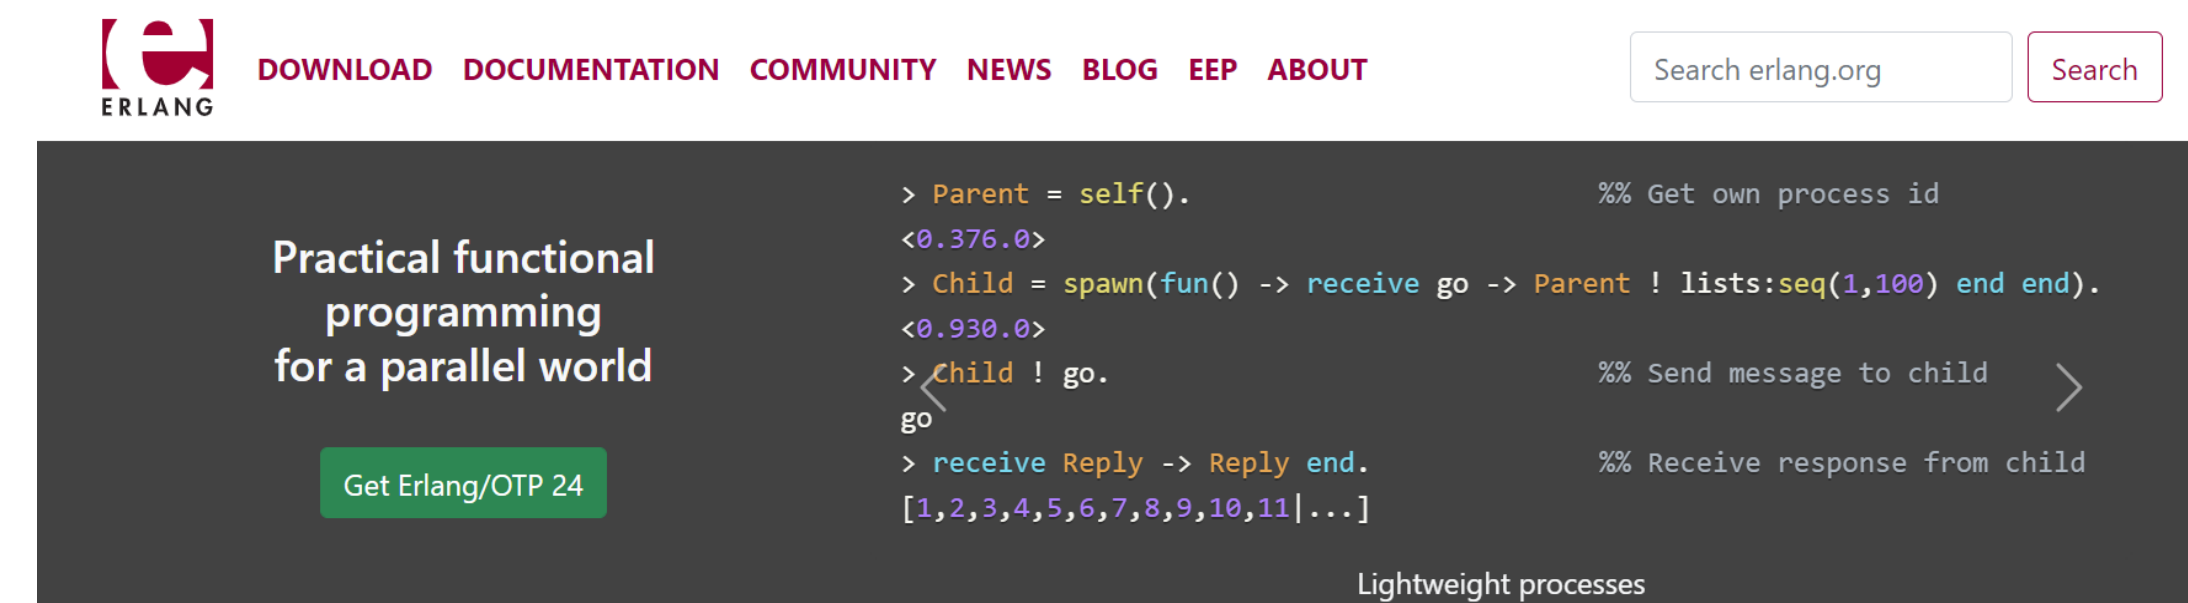 ERLANG
DOWNLOAD DOCUMENTATION COMMUNITY NEWS BLOG EEP ABOUT
Search erlang.org
Search
Practical functional
programming
for a parallel world
Get Erlang/OTP 24
> Parent = self(). %% Get own process id
<0.376.0>
> Child = spawn(fun() -> receive go -> Parent ! lists:seq(1,100) end end).
<0.930.0>
> Child ! go. %% Send message to child
go
> receive Reply -> Reply end. %% Receive response from child
[1,2,3,4,5,6,7,8,9,10,11|...]
Lightweight processes